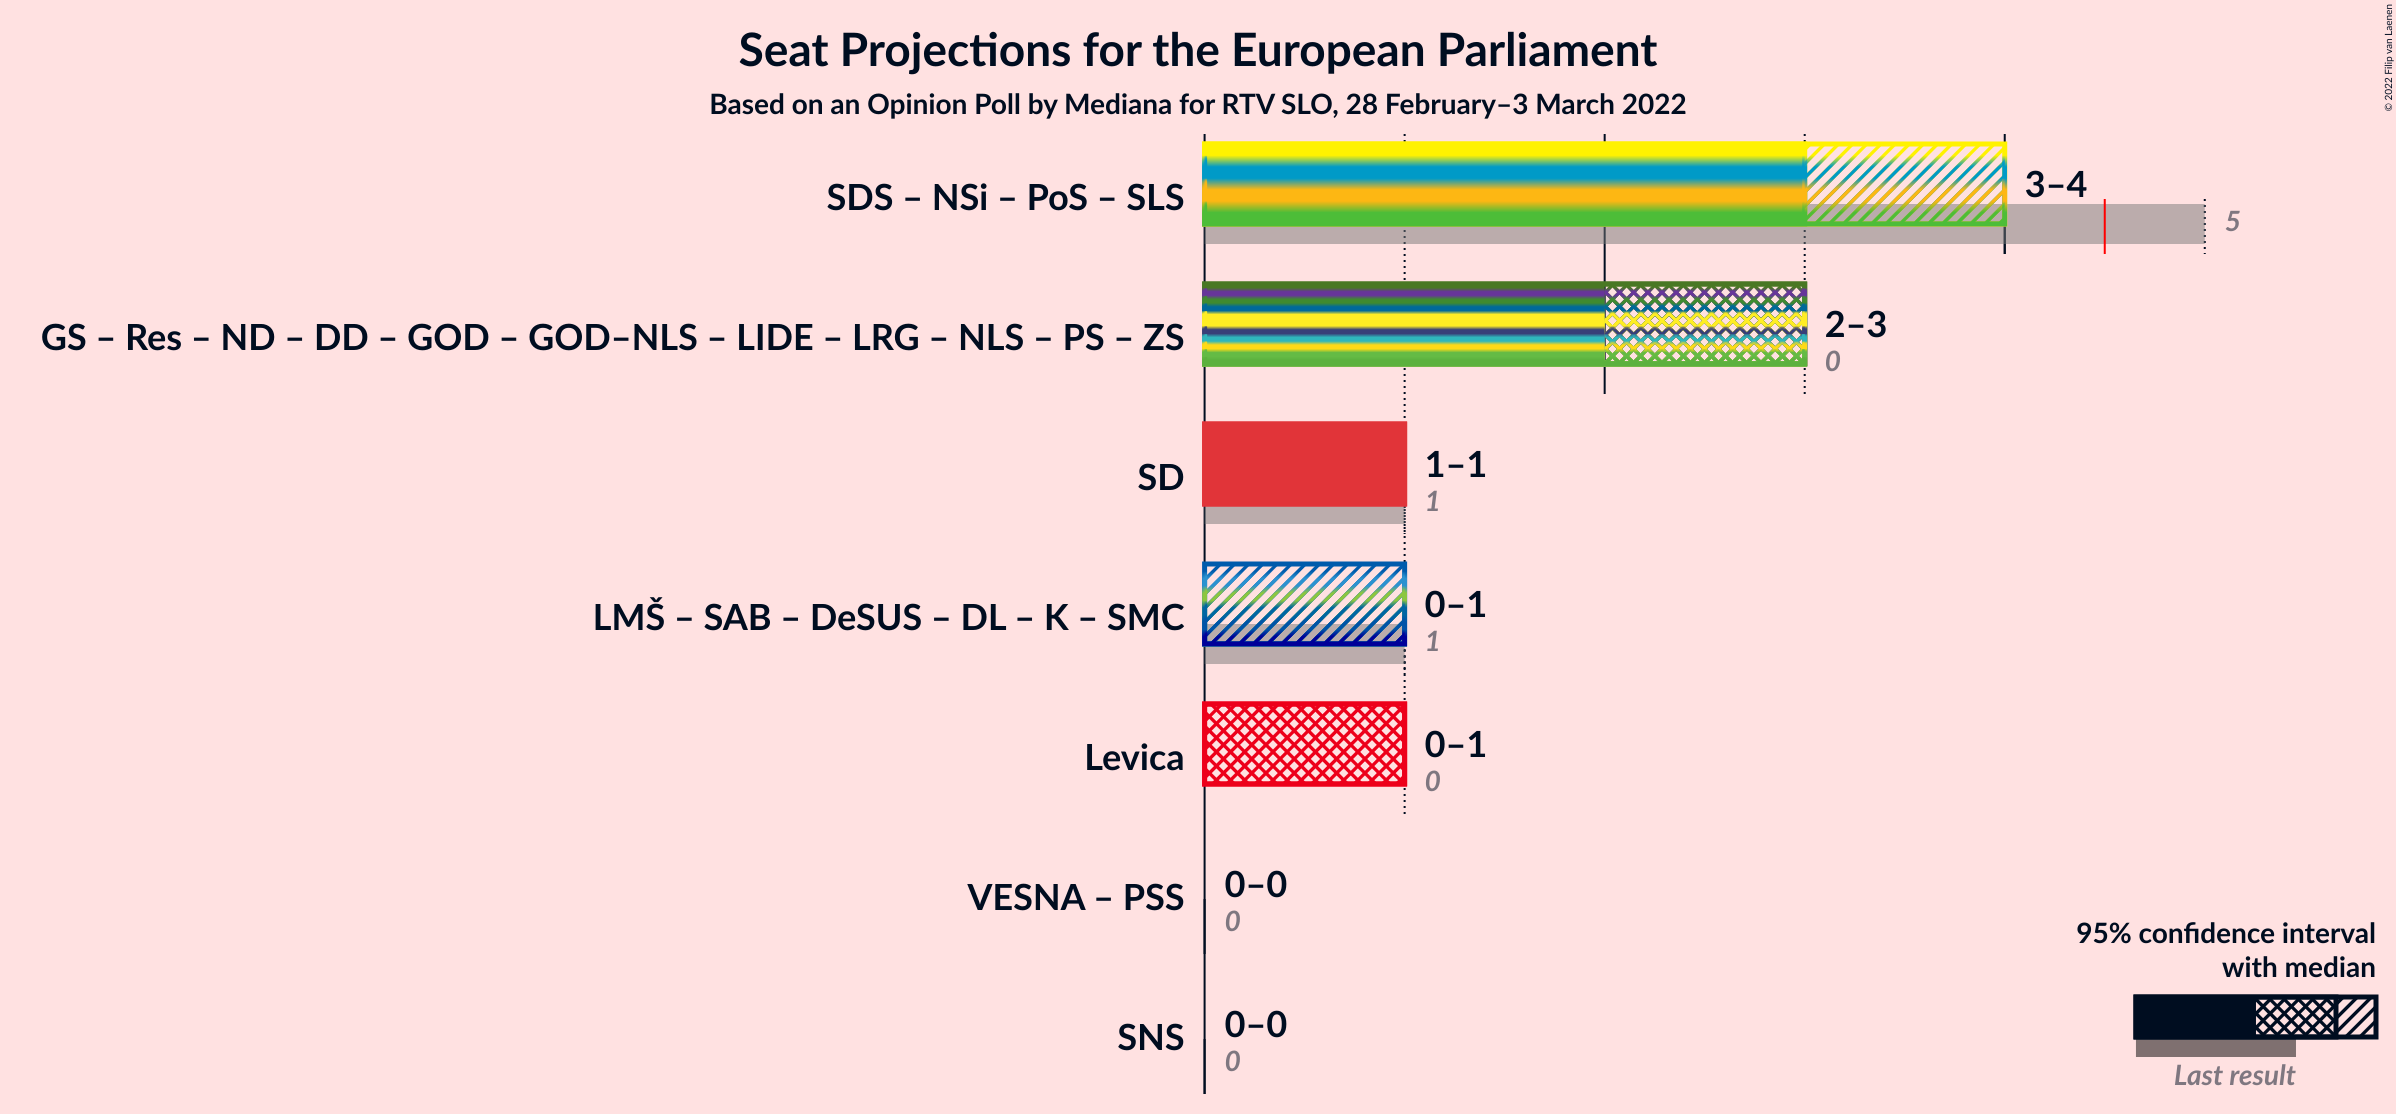 Seat Projections for the European Parliament
Based on an Opinion Poll by Mediana for RTV SLO, 28 February–3 March 2022
© 2022 Filip van Laenen
SDS – NSi – PoS – SLS
3–4
5
GS – Res – ND – DD – GOD – GOD–NLS – LIDE – LRG – NLS – PS – ZS
2–3
0
SD
1–1
1
LMŠ – SAB – DeSUS – DL – K – SMC
0–1
1
Levica
0–1
0
VESNA – PSS
0–0
0
SNS
0–0
0
95% confidence interval
with median
Last result